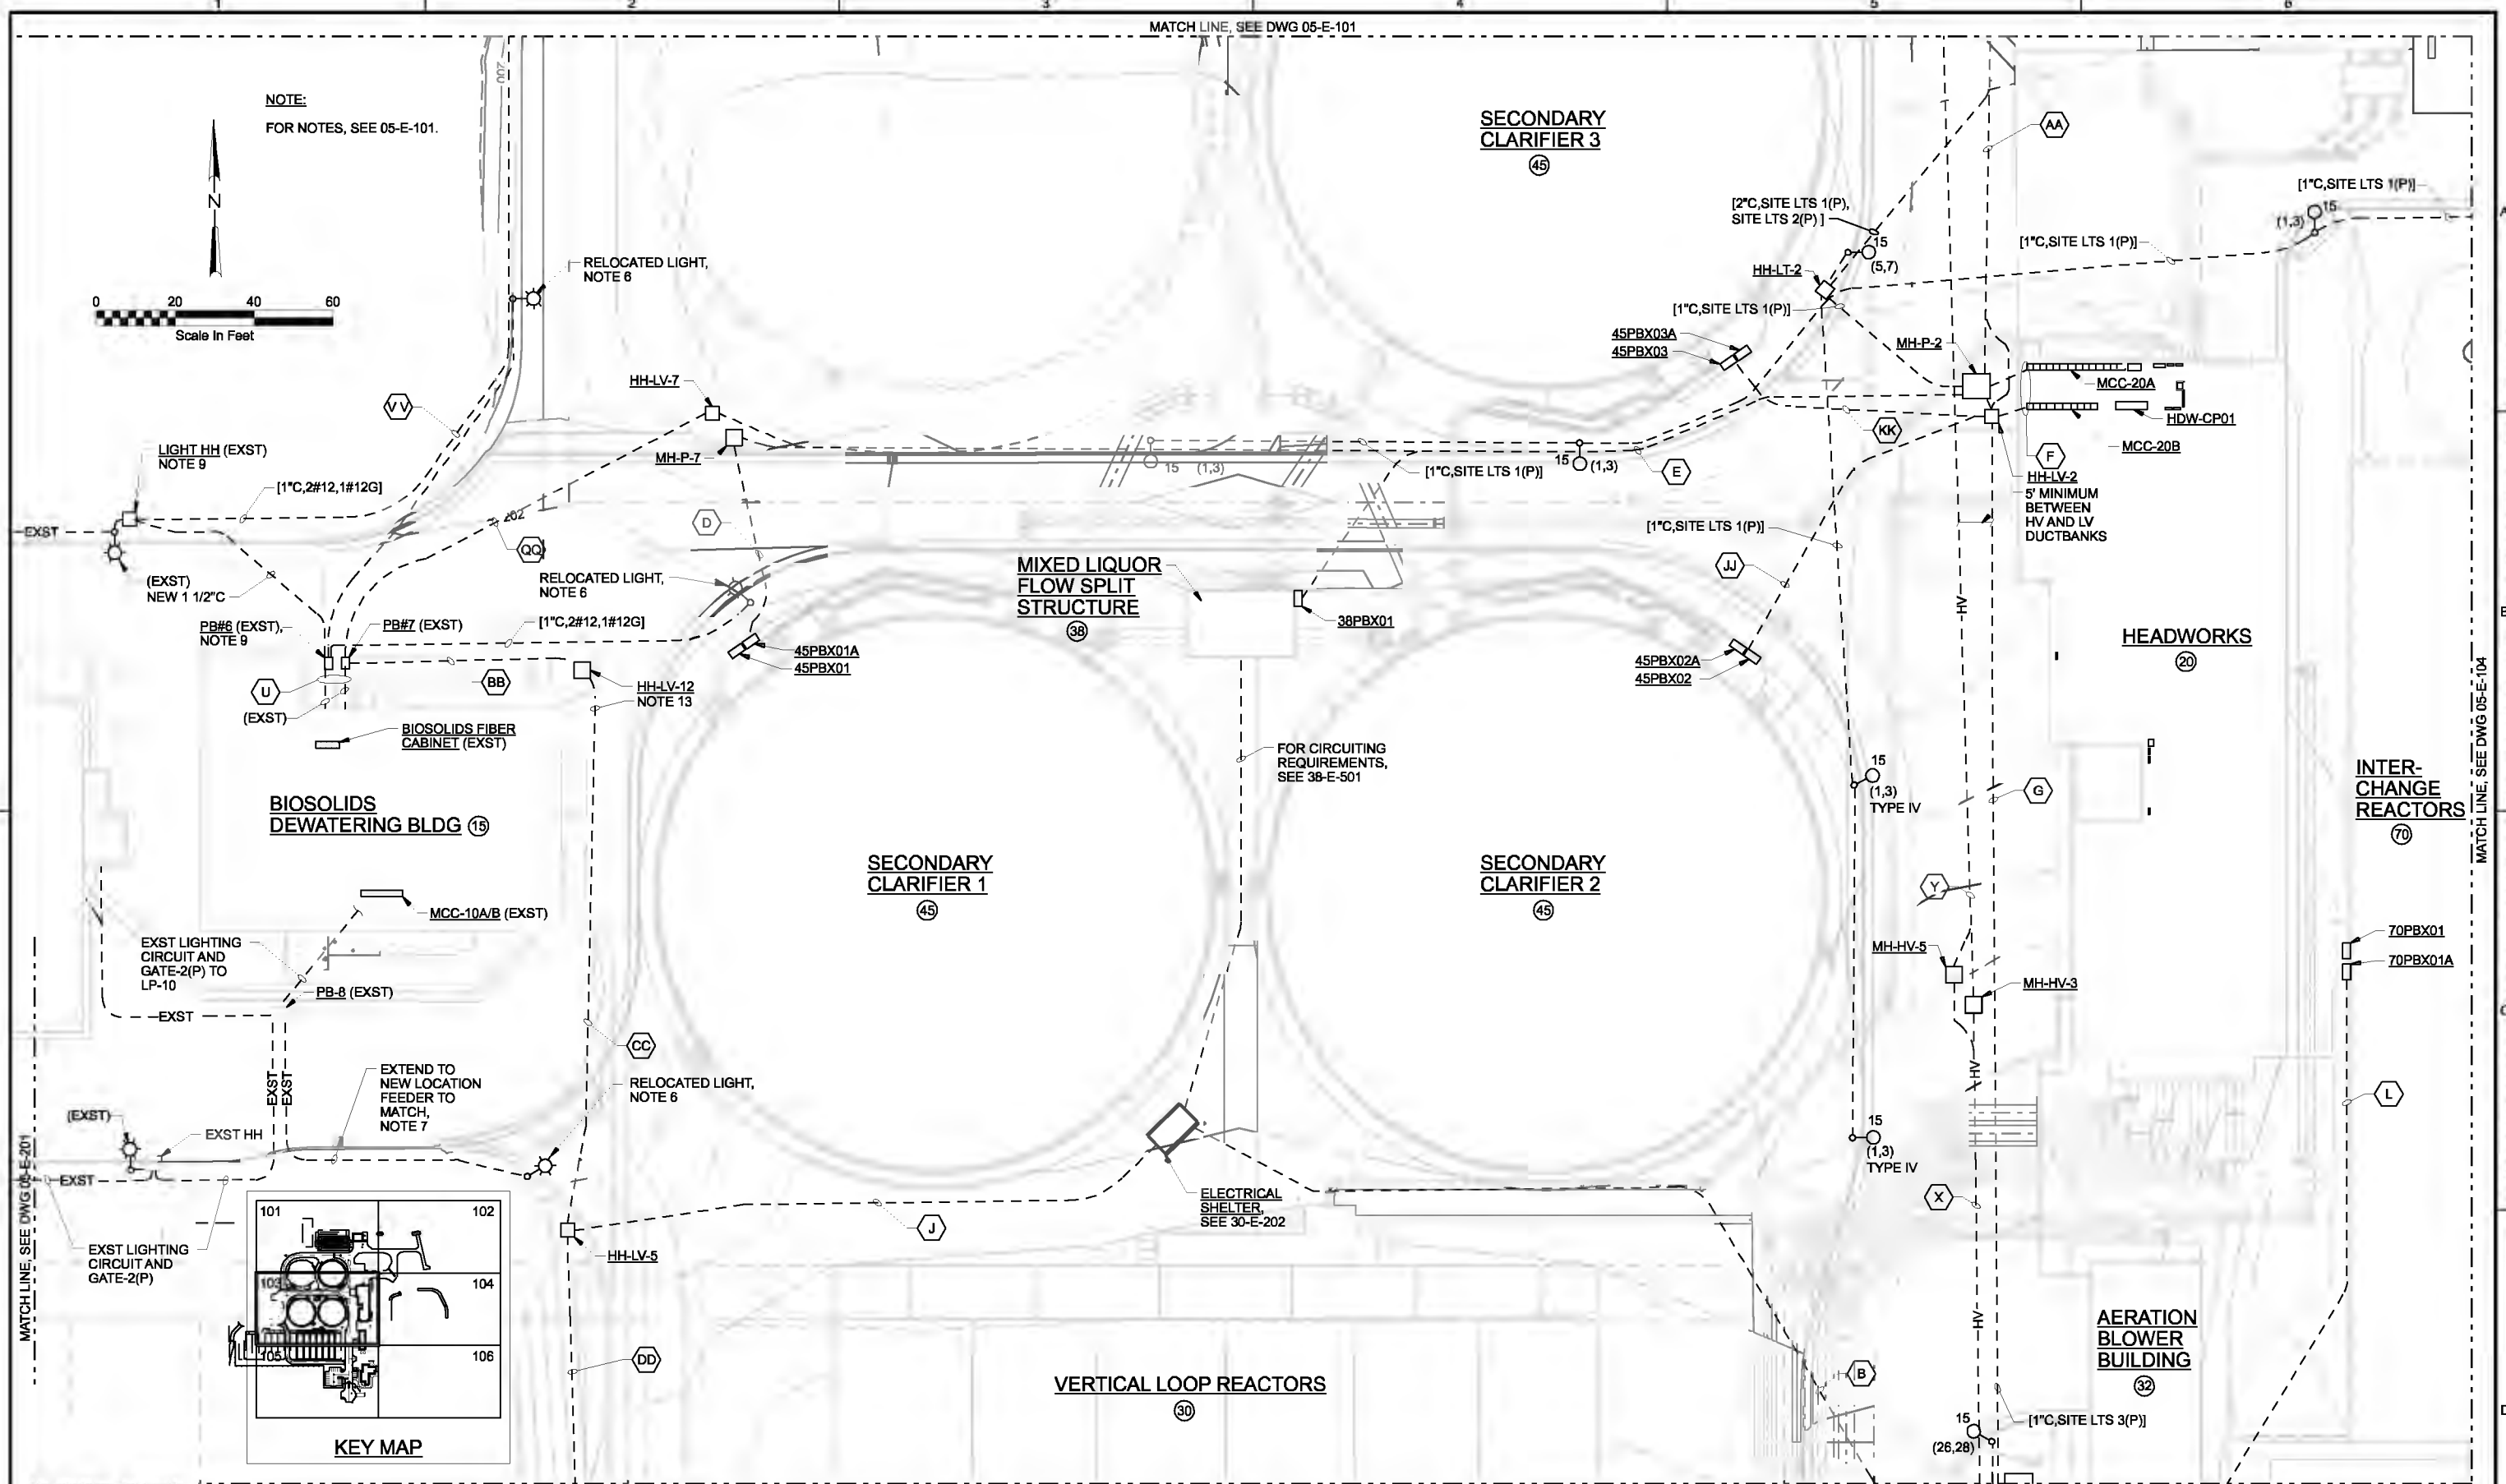 1
2
3
4
5
6
MATCH LINE, SEE DWG 05-E-101
200
NOTE:
FOR NOTES, SEE 05-E-101.
N
0 20 40 60
Scale In Feet
RELOCATED LIGHT,
NOTE 6
SECONDARY
CLARIFIER 3
45
AA
[1"C,SITE LTS 1(P)]
15
(1,3)
[2"C,SITE LTS 1(P),
SITE LTS 2(P) ]
15
(5,7)
[1"C,SITE LTS 1(P)]
HH-LT-2
[1"C,SITE LTS 1(P)]
45PBX03A
45PBX03
MH-P-2
MCC-20A
HDW-CP01
MCC-20B
KK
F
HH-LV-2
5' MINIMUM
BETWEEN
HV AND LV
DUCTBANKS
A
HH-LV-7
VV
MH-P-7
LIGHT HH (EXST)
NOTE 9
[1"C,2#12,1#12G]
EXST
202
QQ
D
15 (1,3)
[1"C,SITE LTS 1(P)]
15 (1,3)
E
[1"C,SITE LTS 1(P)]
JJ
(EXST)
NEW 1 1/2"C
RELOCATED LIGHT,
NOTE 6
MIXED LIQUOR
FLOW SPLIT
STRUCTURE
38
38PBX01
HV
B
PB#6 (EXST),
NOTE 9
PB#7 (EXST)
[1"C,2#12,1#12G]
45PBX01A
45PBX01
45PBX02A
45PBX02
HEADWORKS
20
U
BB
HH-LV-12
NOTE 13
(EXST)
BIOSOLIDS FIBER
CABINET (EXST)
FOR CIRCUITING
REQUIREMENTS,
SEE 38-E-501
15
(1,3)
TYPE IV
G
INTER-
CHANGE
REACTORS
70
MATCH LINE, SEE DWG 05-E-104
BIOSOLIDS
DEWATERING BLDG 15
SECONDARY
CLARIFIER 1
45
SECONDARY
CLARIFIER 2
45
Y
MCC-10A/B (EXST)
EXST LIGHTING
CIRCUIT AND
GATE-2(P) TO
LP-10
PB-8 (EXST)
EXST
MH-HV-5
MH-HV-3
70PBX01
70PBX01A
C
CC
EXTEND TO
NEW LOCATION
FEEDER TO
MATCH,
NOTE 7
EXST
EXST
RELOCATED LIGHT,
NOTE 6
HV
L
(EXST)
EXST HH
EXST
15
(1,3)
TYPE IV
X
MATCH LINE, SEE DWG 05-E-201
ELECTRICAL
SHELTER,
SEE 30-E-202
J
HH-LV-5
EXST LIGHTING
CIRCUIT AND
GATE-2(P)
101
102
103
104
105
106
KEY MAP
DD
VERTICAL LOOP REACTORS
30
B
HV
AERATION
BLOWER
BUILDING
32
15
(26,28)
[1"C,SITE LTS 3(P)]
D